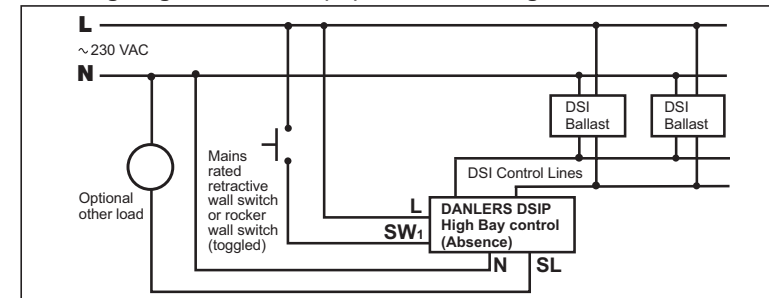 L
~230 VAC
N
DSI
Ballast
DSI
Ballast
Mains
rated
retractive
wall switch
or rocker
wall switch
(toggled)
Optional
other load
DSI Control Lines
L
SW1
DANLERS DSIP
High Bay control
(Absence)
N
SL